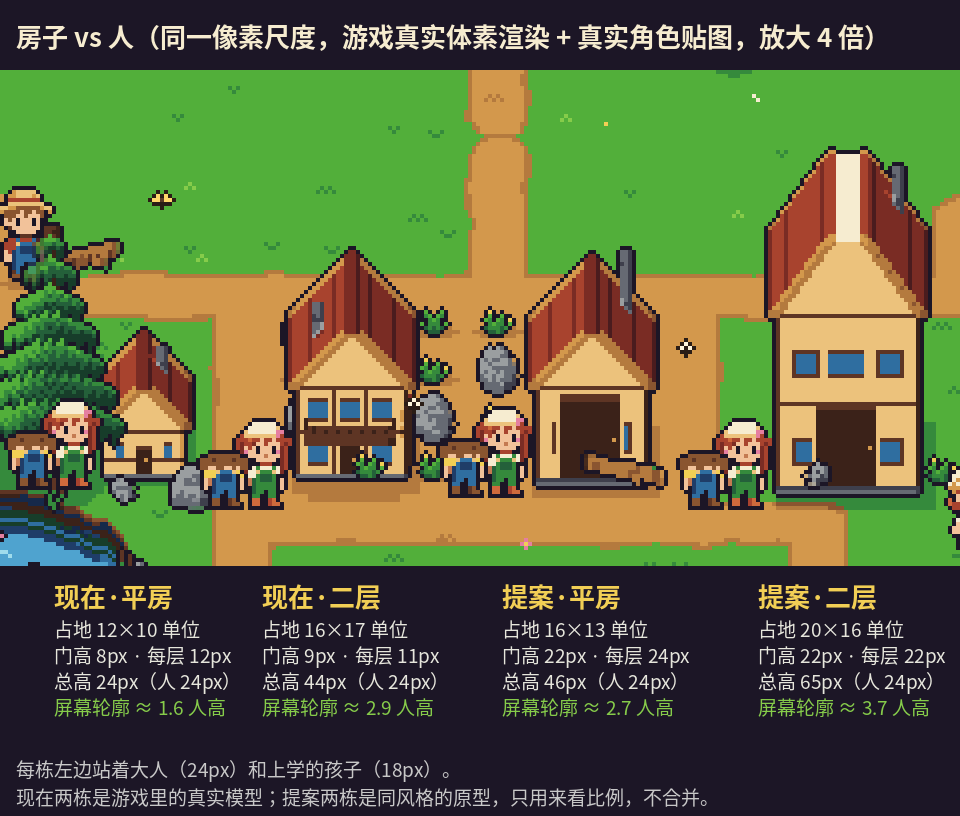 房子 vs 人（同一像素尺度，游戏真实体素渲染 + 真实角色贴图，放大 4 倍）
现在·平房
占地 12×10 单位
门高 8px · 每层 12px
总高 24px（人 24px）
屏幕轮廓 ≈ 1.6 人高
现在·二层
占地 16×17 单位
门高 9px · 每层 11px
总高 44px（人 24px）
屏幕轮廓 ≈ 2.9 人高
提案·平房
占地 16×13 单位
门高 22px · 每层 24px
总高 46px（人 24px）
屏幕轮廓 ≈ 2.7 人高
提案·二层
占地 20×16 单位
门高 22px · 每层 22px
总高 65px（人 24px）
屏幕轮廓 ≈ 3.7 人高
每栋左边站着大人（24px）和上学的孩子（18px）。
现在两栋是游戏里的真实模型；提案两栋是同风格的原型，只用来看比例，不合并。